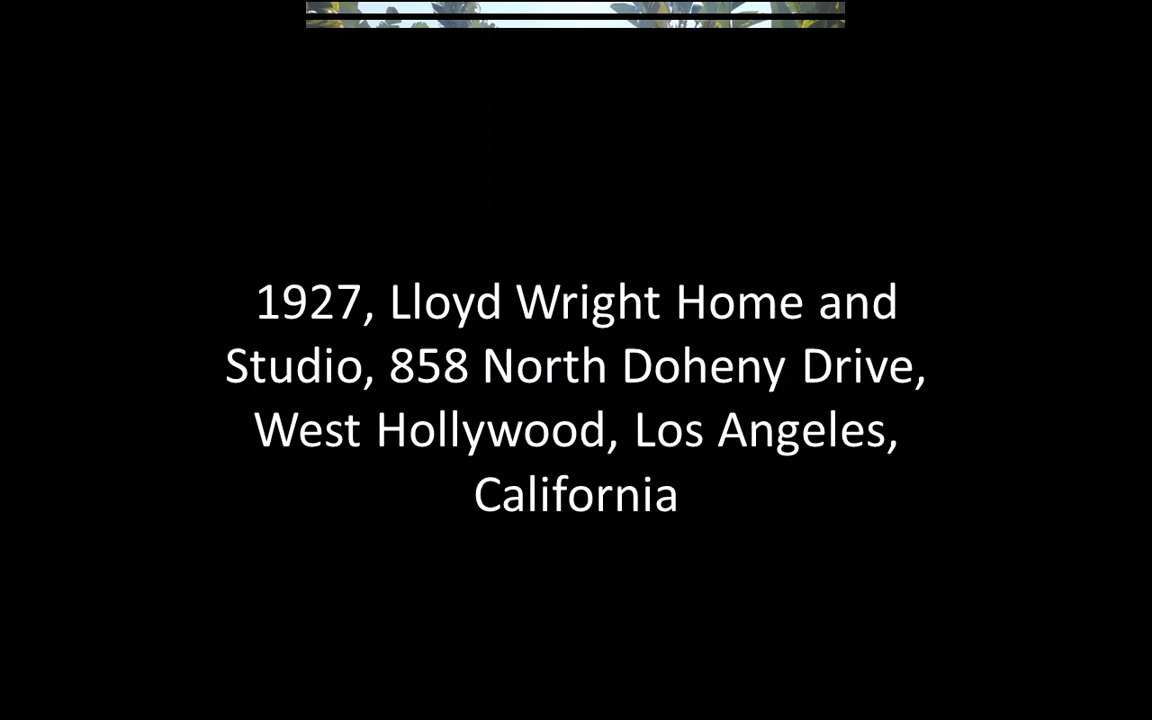 1927, Lloyd Wright Home and
Studio, 858 North Doheny Drive,
West Hollywood, Los Angeles,
California